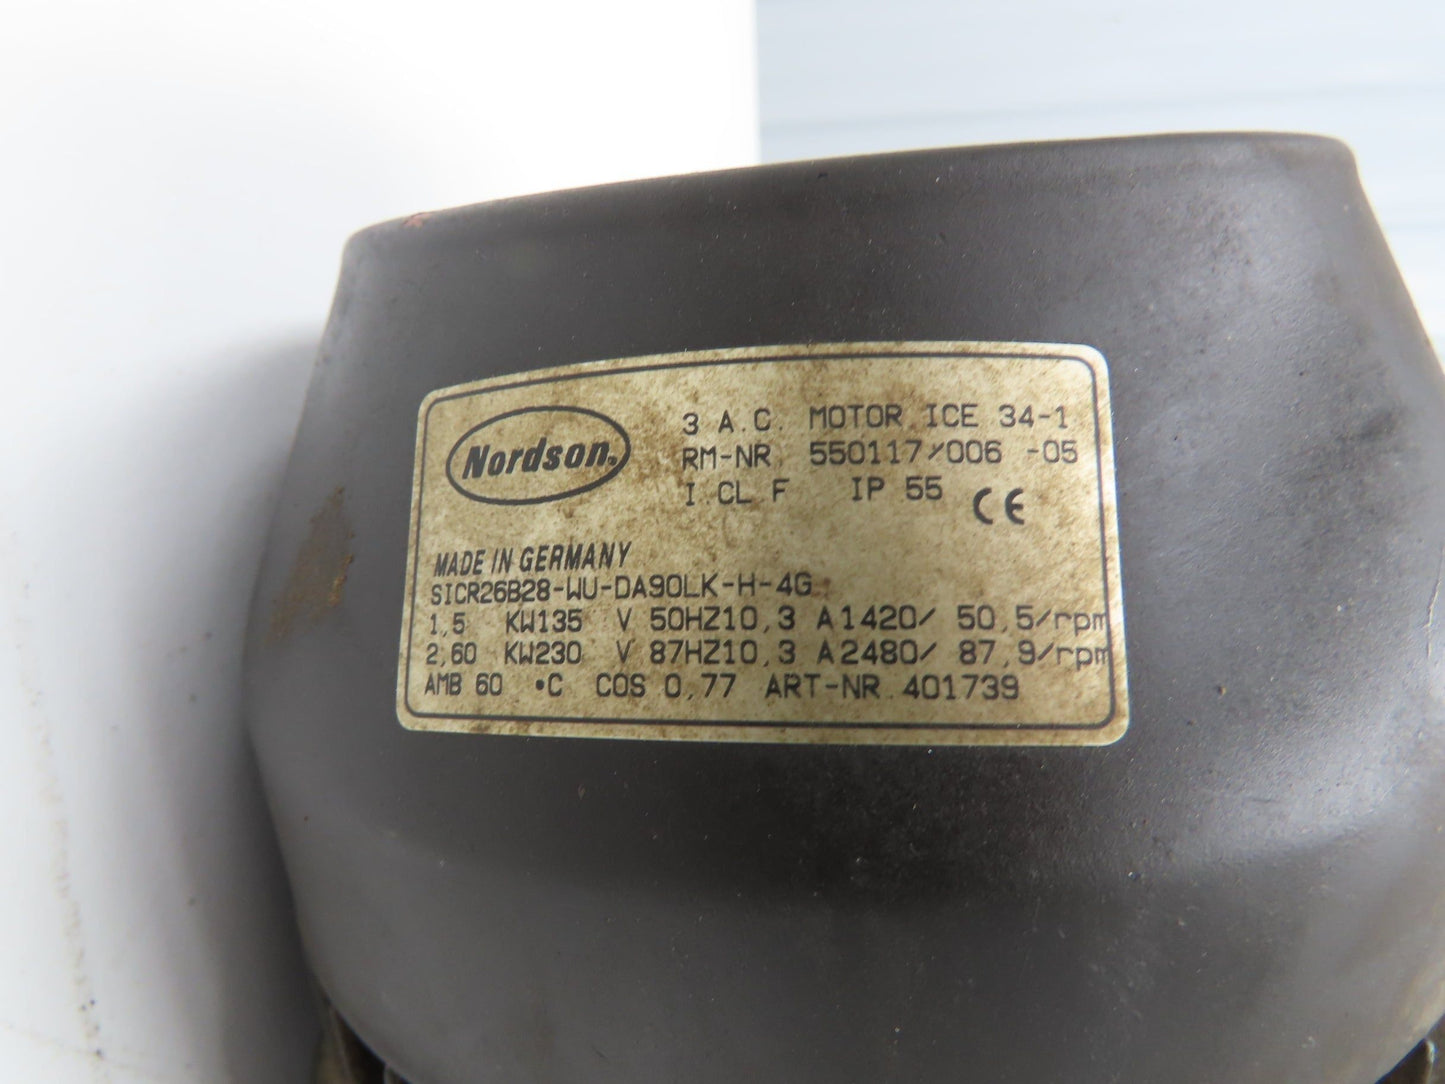 Nordson®
3 A.C. MOTOR ICE 34-1
RM-NR 550117/006 -05
I CL F IP 55 CE
MADE IN GERMANY
SICR26B28-WU-DA90LK-H-4G
1,5 KW135 V 50HZ10,3 A1420/ 50,5/rpm
2,60 KW230 V 87HZ10,3 A2480/ 87,9/rpm
AMB 60 °C COS 0,77 ART-NR 401739